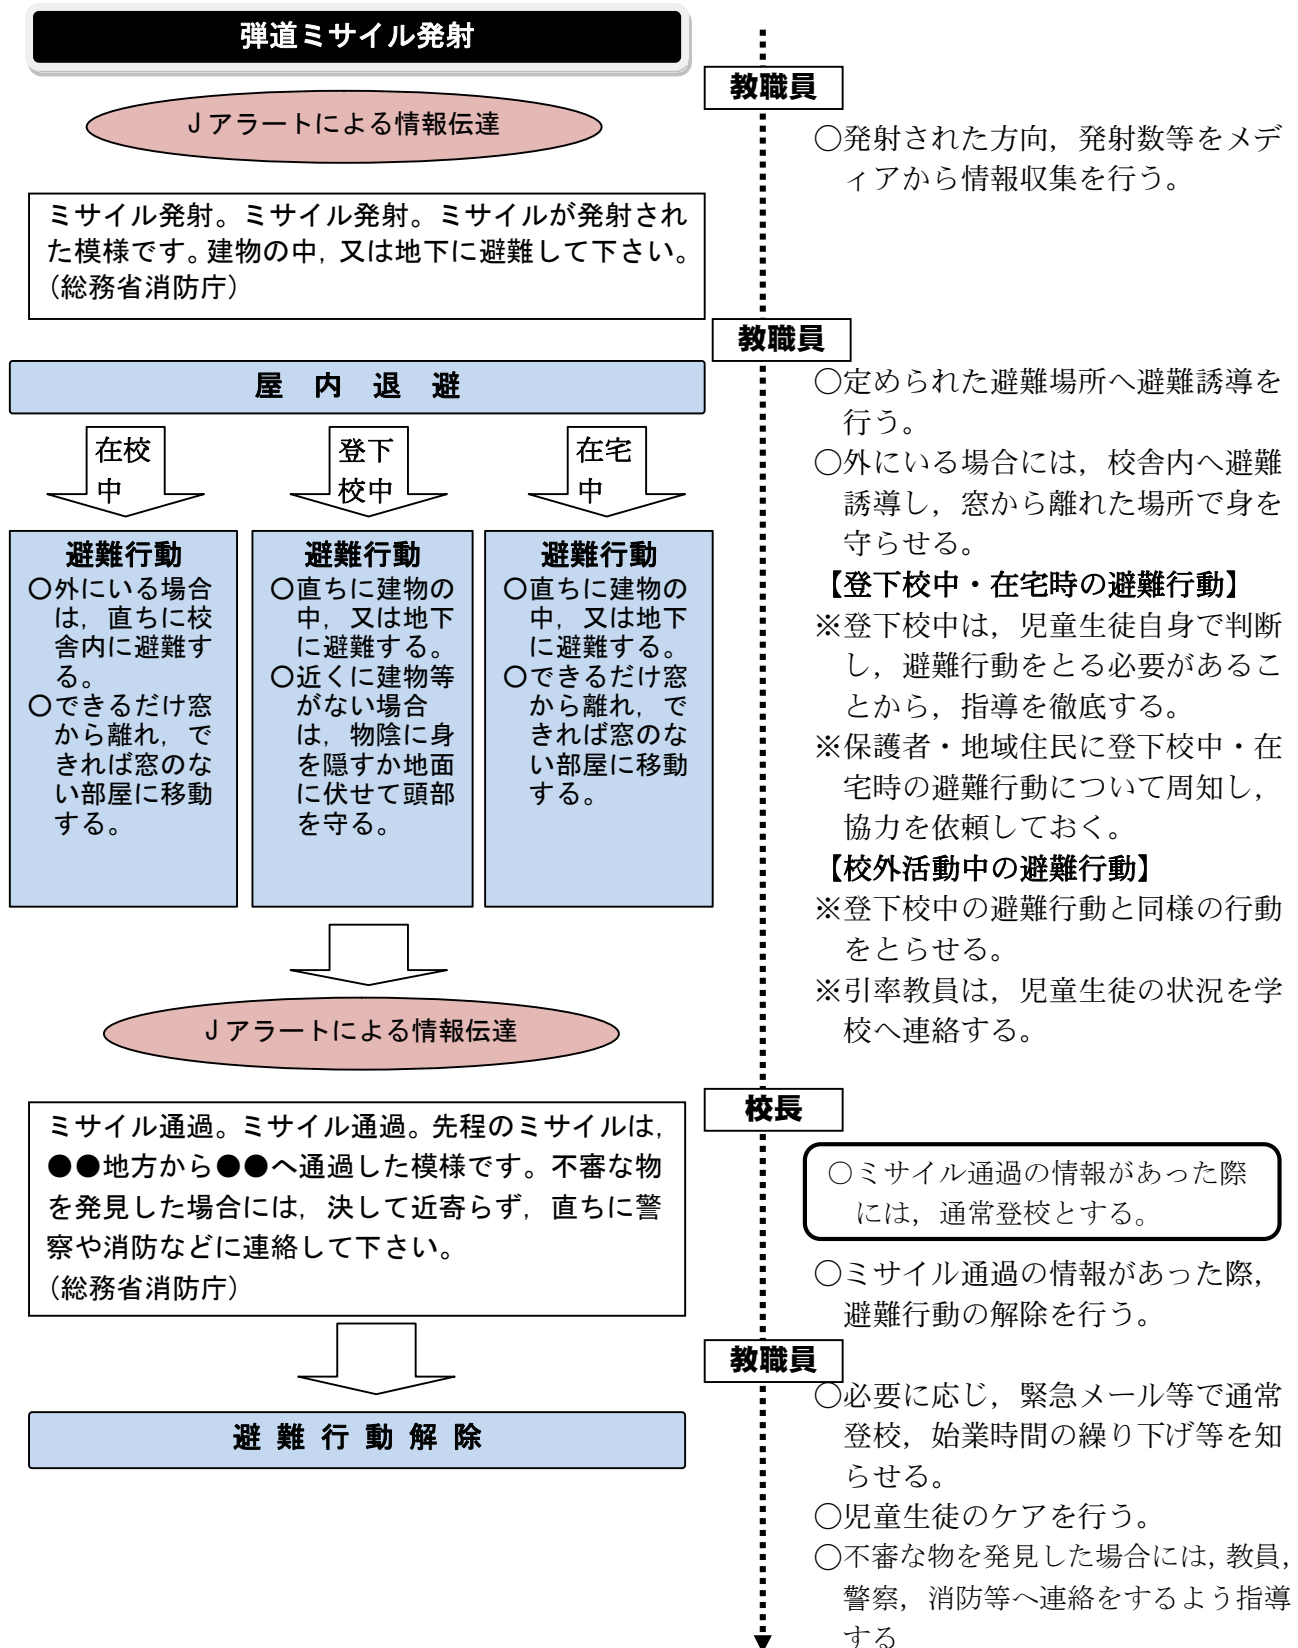 弾道ミサイル発射
Jアラートによる情報伝達
ミサイル発射。ミサイル発射。ミサイルが発射され
た模様です。建物の中，又は地下に避難して下さい。
（総務省消防庁）
屋 内 退 避
在校
中
登下
校中
在宅
中
避難行動
○外にいる場合
は，直ちに校
舎内に避難す
る。
○できるだけ窓
から離れ，で
きれば窓のな
い部屋に移動
する。
避難行動
○直ちに建物の
中，又は地下
に避難する。
○近くに建物等
がない場合
は，物陰に身
を隠すか地面
に伏せて頭部
を守る。
避難行動
○直ちに建物の
中，又は地下
に避難する。
○できるだけ窓
から離れ，で
きれば窓のな
い部屋に移動
する。
Jアラートによる情報伝達
ミサイル通過。ミサイル通過。先程のミサイルは，
●●地方から●●へ通過した模様です。不審な物
を発見した場合には，決して近寄らず，直ちに警
察や消防などに連絡して下さい。
（総務省消防庁）
避 難 行 動 解 除
教職員
○発射された方向，発射数等をメデ
ィアから情報収集を行う。
教職員
○定められた避難場所へ避難誘導を
行う。
○外にいる場合には，校舎内へ避難
誘導し，窓から離れた場所で身を
守らせる。
【登下校中・在宅時の避難行動】
※登下校中は，児童生徒自身で判断
し，避難行動をとる必要があるこ
とから，指導を徹底する。
※保護者・地域住民に登下校中・在
宅時の避難行動について周知し，
協力を依頼しておく。
【校外活動中の避難行動】
※登下校中の避難行動と同様の行動
をとらせる。
※引率教員は，児童生徒の状況を学
校へ連絡する。
校長
○ミサイル通過の情報があった際
には，通常登校とする。
○ミサイル通過の情報があった際，
避難行動の解除を行う。
教職員
○必要に応じ，緊急メール等で通常
登校，始業時間の繰り下げ等を知
らせる。
○児童生徒のケアを行う。
○不審な物を発見した場合には，教員，
警察，消防等へ連絡をするよう指導
する